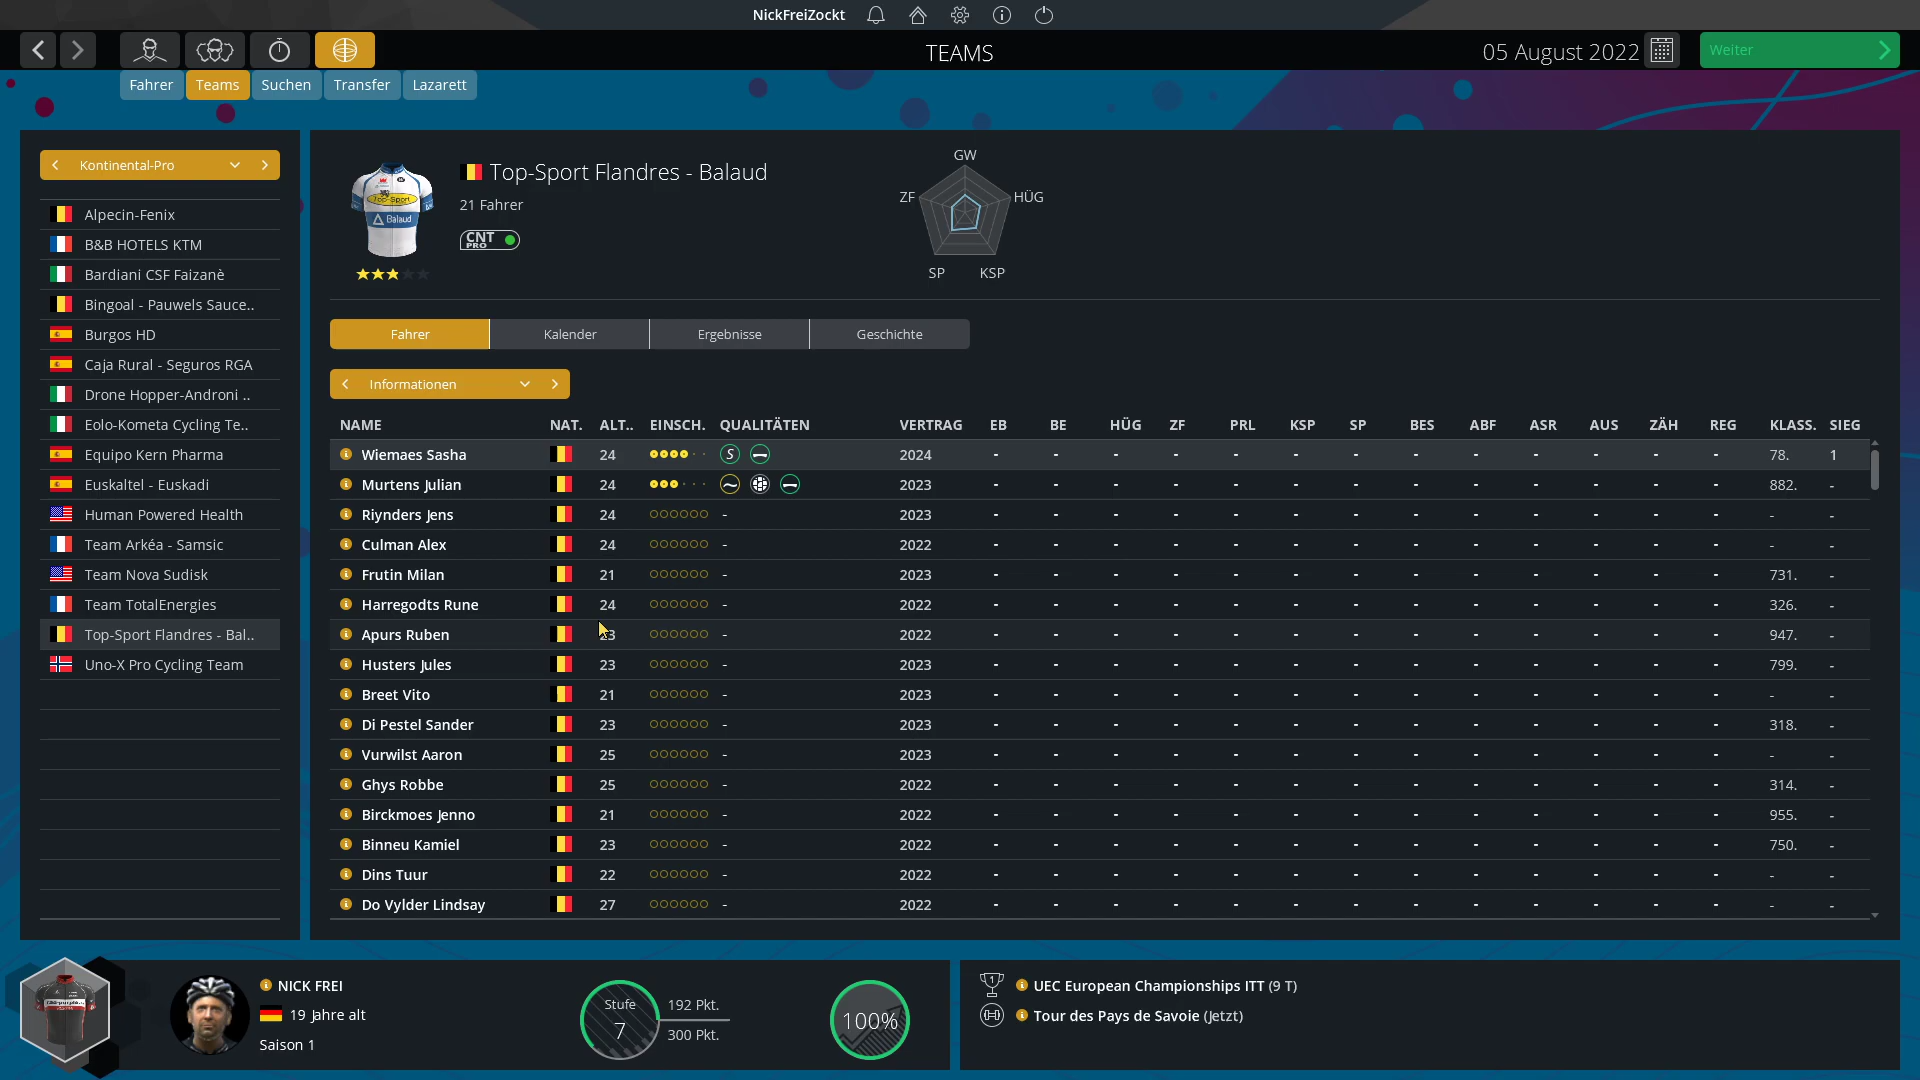 NickFreiZockt
TEAMS
05 August 2022
Weiter
Fahrer Teams Suchen Transfer Lazarett
Kontinental-Pro
Alpecin-Fenix
B&B HOTELS KTM
Bardiani CSF Faizanè
Bingoal - Pauwels Sauce..
Burgos HD
Caja Rural - Seguros RGA
Drone Hopper-Androni ..
Eolo-Kometa Cycling Te..
Equipo Kern Pharma
Euskaltel - Euskadi
Human Powered Health
Team Arkéa - Samsic
Team Nova Sudisk
Team TotalEnergies
Top-Sport Flandres - Bal..
Uno-X Pro Cycling Team
Top-Sport
Balaud
Top-Sport Flandres - Balaud
21 Fahrer
CNT
PRO
GW
ZF HÜG
SP KSP
Fahrer Kalender Ergebnisse Geschichte
Informationen
NAME NAT. ALT.. EINSCH. QUALITÄTEN VERTRAG EB BE HÜG ZF PRL KSP SP BES ABF ASR AUS ZÄH REG KLASS. SIEG
Wiemaes Sasha 24 S 2024 - - - - - - - - - - - - - 78. 1
Murtens Julian 24 2023 - - - - - - - - - - - - - 882. -
Riynders Jens 24 - 2023 - - - - - - - - - - - - - - -
Culman Alex 24 - 2022 - - - - - - - - - - - - - - -
Frutin Milan 21 - 2023 - - - - - - - - - - - - - 731. -
Harregodts Rune 24 - 2022 - - - - - - - - - - - - - 326. -
Apurs Ruben 23 - 2022 - - - - - - - - - - - - - 947. -
Husters Jules 23 - 2023 - - - - - - - - - - - - - 799. -
Breet Vito 21 - 2023 - - - - - - - - - - - - - - -
Di Pestel Sander 23 - 2023 - - - - - - - - - - - - - 318. -
Vurwilst Aaron 25 - 2023 - - - - - - - - - - - - - - -
Ghys Robbe 25 - 2022 - - - - - - - - - - - - - 314. -
Birckmoes Jenno 21 - 2022 - - - - - - - - - - - - - 955. -
Binneu Kamiel 23 - 2022 - - - - - - - - - - - - - 750. -
Dins Tuur 22 - 2022 - - - - - - - - - - - - - - -
Do Vylder Lindsay 27 - 2022 - - - - - - - - - - - - - - -
NICK FREI
19 Jahre alt
Saison 1
Stufe
7
192 Pkt.
300 Pkt.
100%
UEC European Championships ITT (9 T)
Tour des Pays de Savoie (Jetzt)